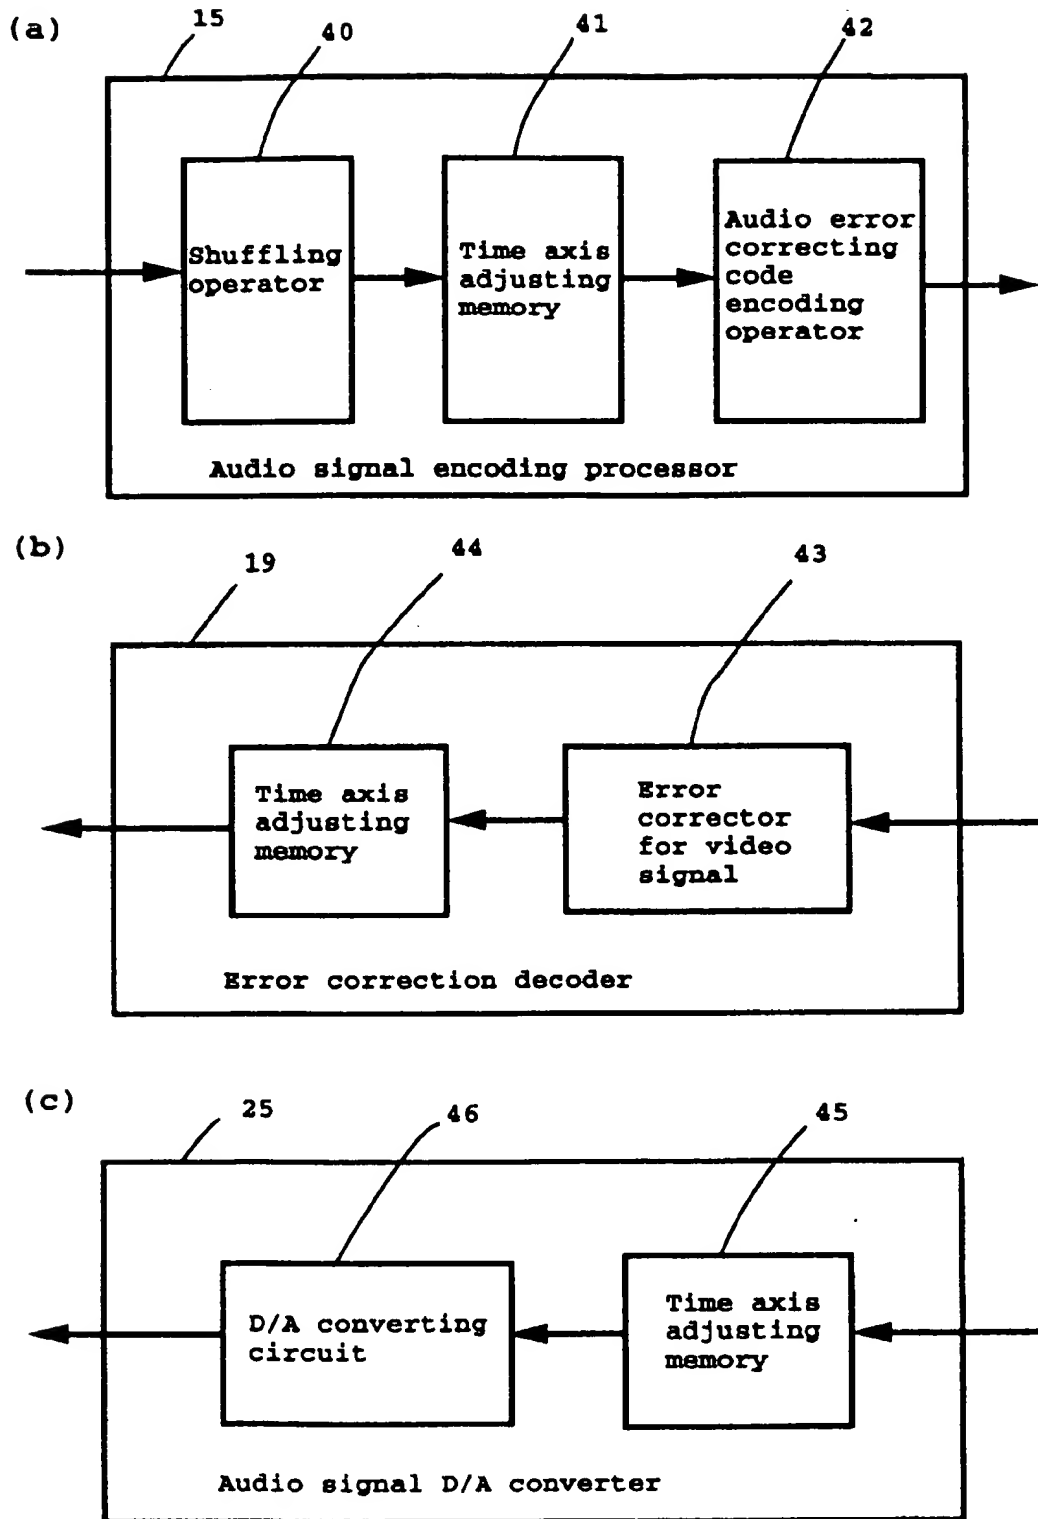 (a)
15
40
41
42
Shuffling
operator
Time axis
adjusting
memory
Audio error
correcting
code
encoding
operator
Audio signal encoding processor
(b)
19
44
43
Time axis
adjusting
memory
Error
corrector
for video
signal
Error correction decoder
(c)
25
46
45
D/A converting
circuit
Time axis
adjusting
memory
Audio signal D/A converter